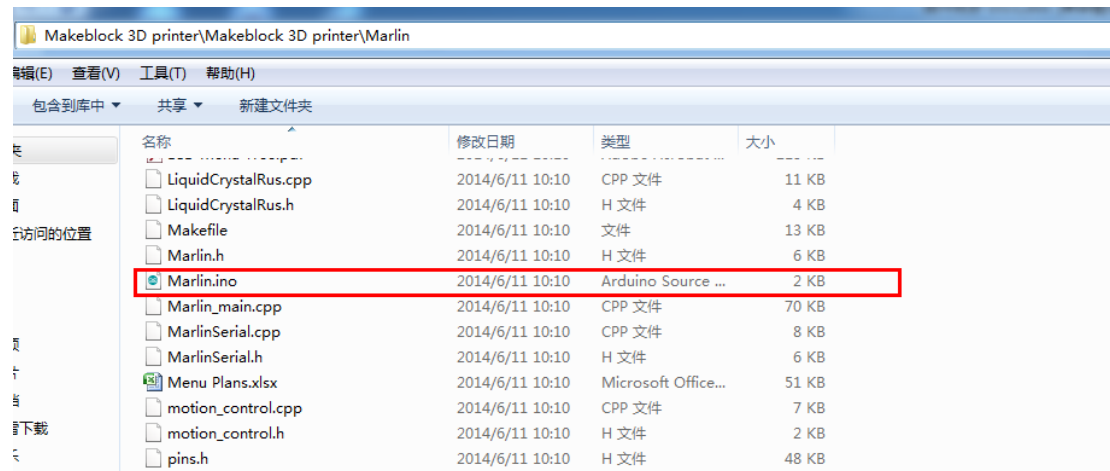 Makeblock 3D printer\Makeblock 3D printer\Marlin
编辑(E) 查看(V) 工具(T) 帮助(H)
包含到库中 共享 新建文件夹
名称 修改日期 类型 大小
LiquidCrystalRus.cpp 2014/6/11 10:10 CPP 文件 11 KB
LiquidCrystalRus.h 2014/6/11 10:10 H 文件 4 KB
Makefile 2014/6/11 10:10 文件 13 KB
近访问的位置
Marlin.h 2014/6/11 10:10 H 文件 6 KB
Marlin.ino 2014/6/11 10:10 Arduino Source ... 2 KB
Marlin_main.cpp 2014/6/11 10:10 CPP 文件 70 KB
MarlinSerial.cpp 2014/6/11 10:10 CPP 文件 8 KB
MarlinSerial.h 2014/6/11 10:10 H 文件 6 KB
Menu Plans.xlsx 2014/6/11 10:10 Microsoft Office... 51 KB
motion_control.cpp 2014/6/11 10:10 CPP 文件 7 KB
下载
motion_control.h 2014/6/11 10:10 H 文件 2 KB
pins.h 2014/6/11 10:10 H 文件 48 KB